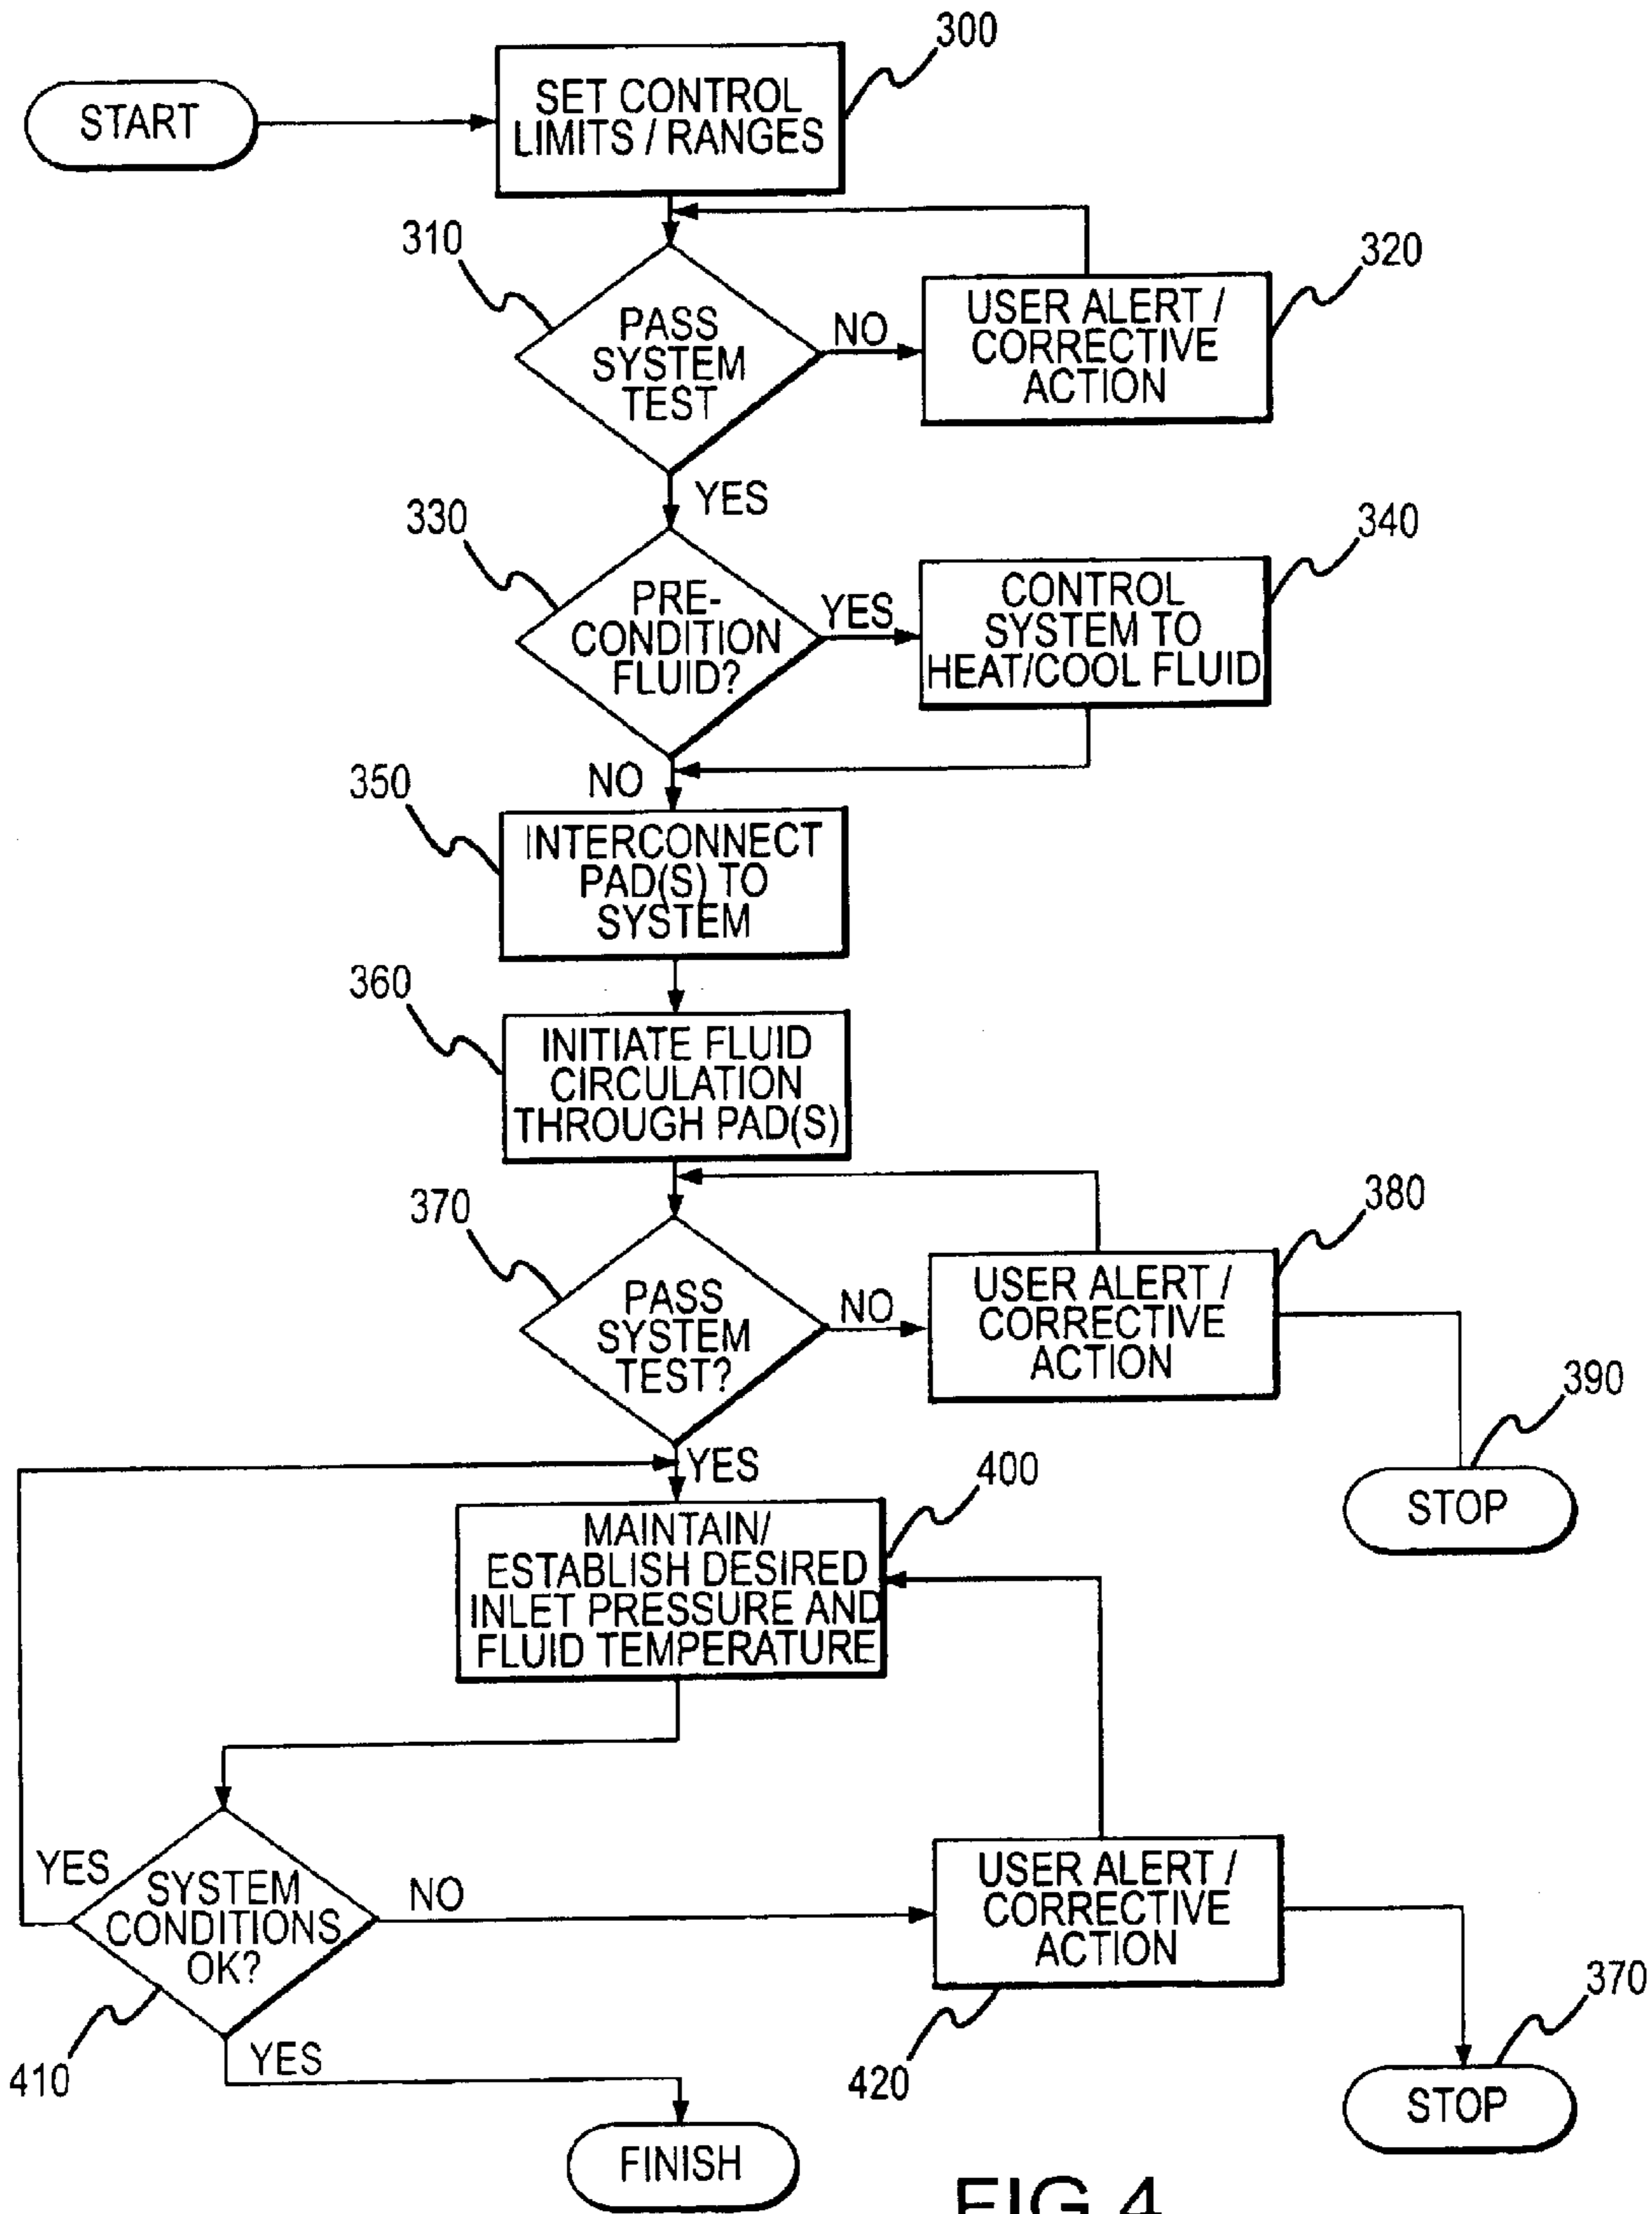 300
START
SET CONTROL
LIMITS / RANGES
310
320
PASS
SYSTEM
TEST
NO
USER ALERT /
CORRECTIVE
ACTION
YES
330
340
PRE-
CONDITION
FLUID?
YES
CONTROL
SYSTEM TO
HEAT/COOL FLUID
NO
350
INTERCONNECT
PAD(S) TO
SYSTEM
360
INITIATE FLUID
CIRCULATION
THROUGH PAD(S)
370
380
PASS
SYSTEM
TEST?
NO
USER ALERT /
CORRECTIVE
ACTION
390
YES
400
STOP
MAINTAIN/
ESTABLISH DESIRED
INLET PRESSURE AND
FLUID TEMPERATURE
YES
SYSTEM
CONDITIONS
OK?
NO
USER ALERT /
CORRECTIVE
ACTION
370
410
YES
420
STOP
FINISH
FIG.4